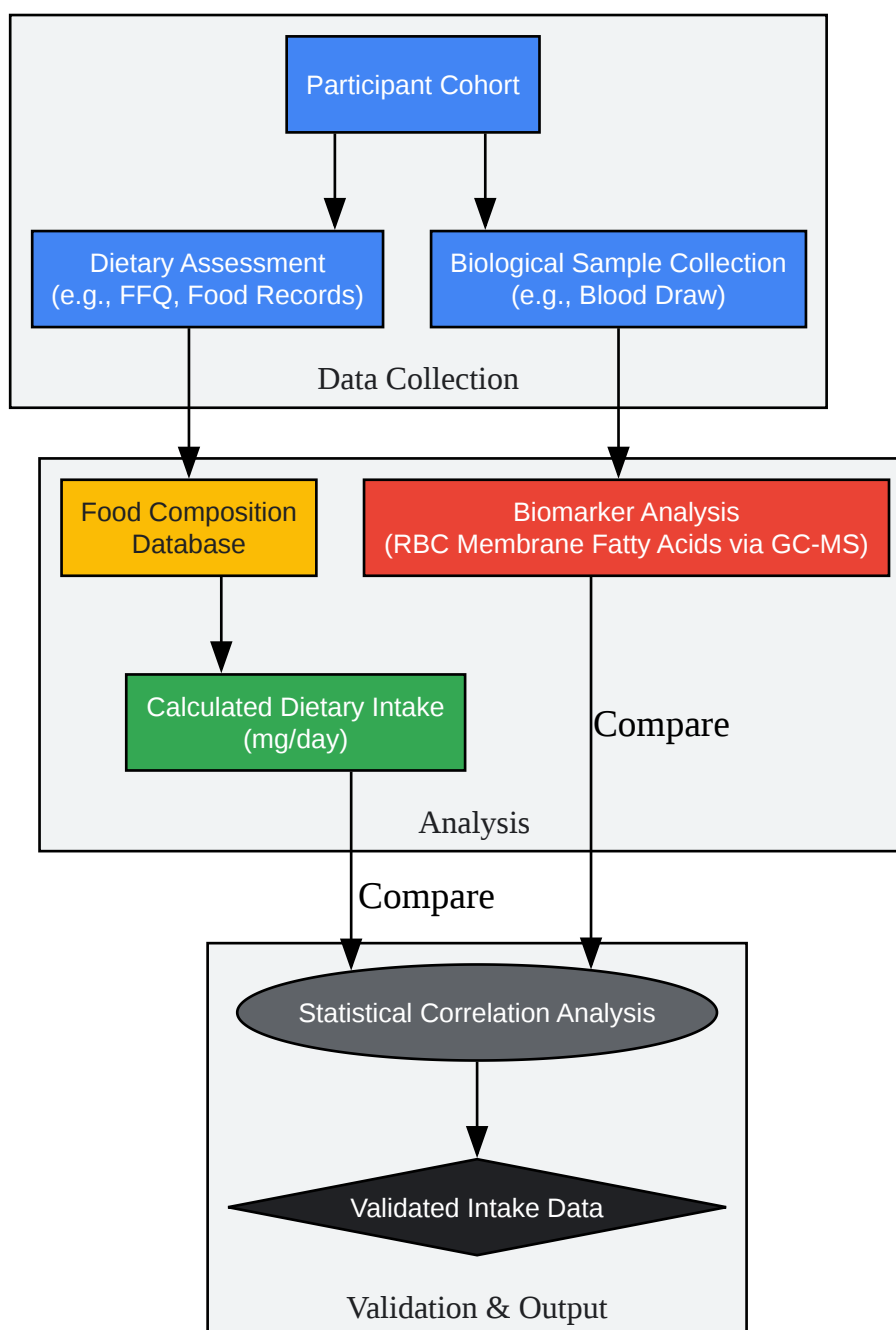 Participant Cohort
Dietary Assessment
(e.g., FFQ, Food Records)
Biological Sample Collection
(e.g., Blood Draw)
Data Collection
Food Composition
Database
Biomarker Analysis
(RBC Membrane Fatty Acids via GC-MS)
Calculated Dietary Intake
(mg/day)
Compare
Analysis
Compare
Statistical Correlation Analysis
Validated Intake Data
Validation & Output